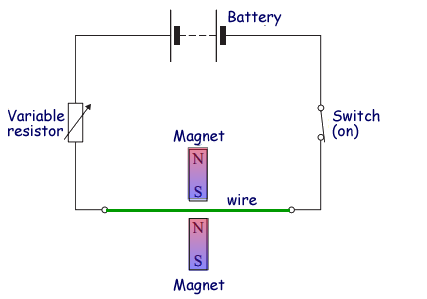 Battery
Variable
resistor
Switch
(on)
Magnet
N
S
wire
N
S
Magnet